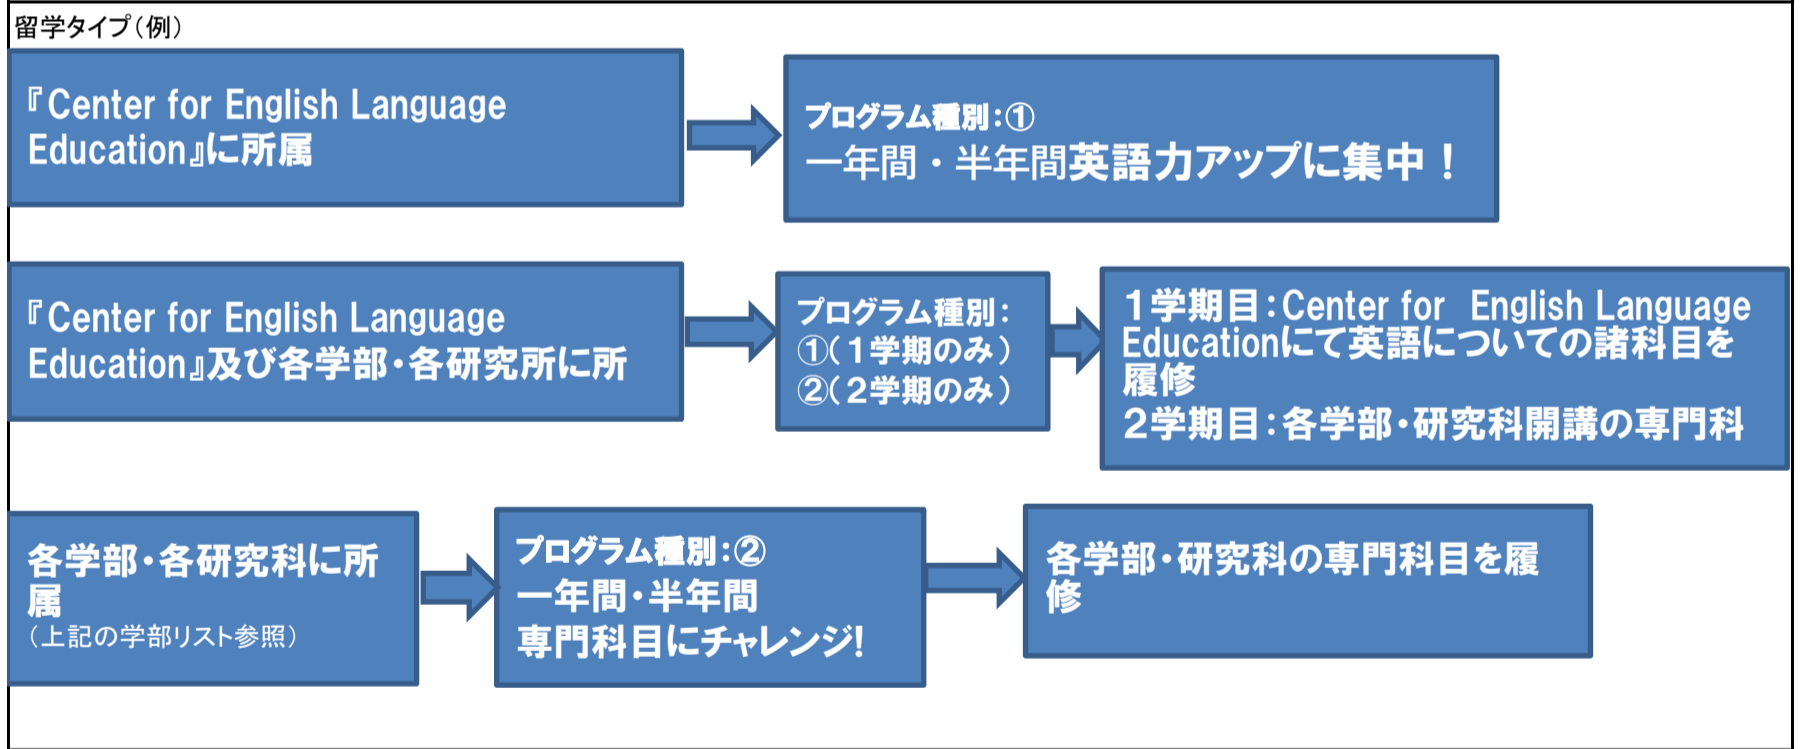 留学タイプ(例)
『Center for English Language
Education』に所属
プログラム種別:①
一年間・半年間英語力アップに集中！
『Center for English Language
Education』及び各学部・各研究所に所
プログラム種別:
①(１学期のみ)
②(２学期のみ)
１学期目:Center for　English Language
Educationにて英語についての諸科目を
履修
２学期目:各学部・研究科開講の専門科
各学部・各研究科に所
属
(上記の学部リスト参照)
プログラム種別:②
一年間・半年間
専門科目にチャレンジ!
各学部・研究科の専門科目を履
修